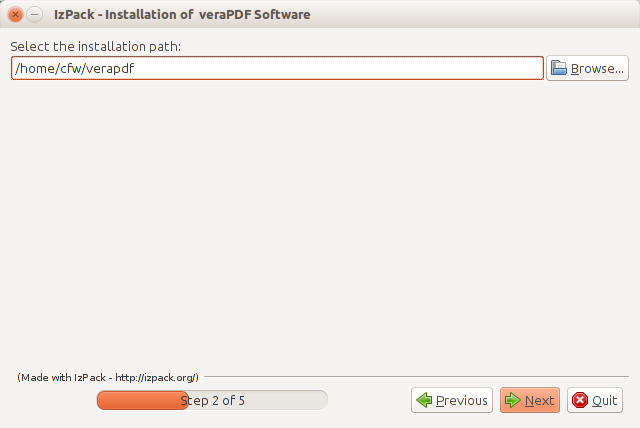 IzPack - Installation of veraPDF Software
Select the installation path:
/home/cfw/verapdf
Browse...
(Made with IzPack - http://izpack.org/)
Step 2 of 5
Previous
Next
Quit